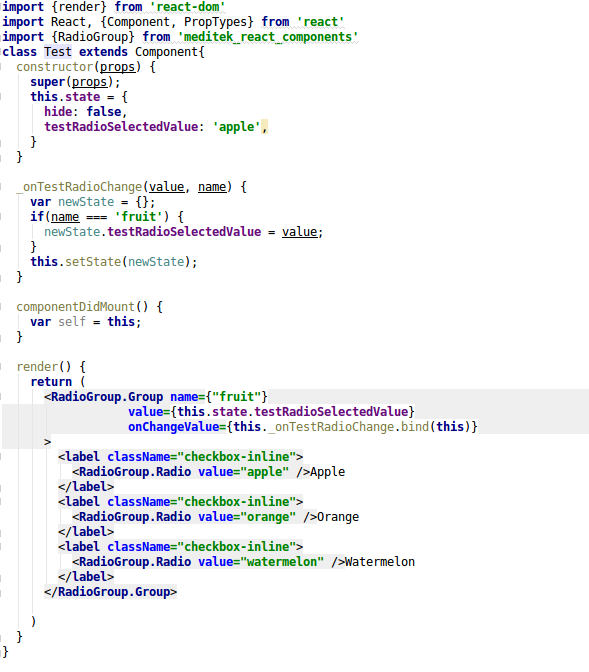 import {render} from 'react-dom'
import React, {Component, PropTypes} from 'react'
import {RadioGroup} from 'meditek_react_components'
class Test extends Component{
  constructor(props) {
    super(props);
    this.state = {
      hide: false,
      testRadioSelectedValue: 'apple',
    }
  }

  _onTestRadioChange(value, name) {
    var newState = {};
    if(name === 'fruit') {
      newState.testRadioSelectedValue = value;
    }
    this.setState(newState);
  }

  componentDidMount() {
    var self = this;
  }

  render() {
    return (
      <RadioGroup.Group name={"fruit"}
                  value={this.state.testRadioSelectedValue}
                  onChangeValue={this._onTestRadioChange.bind(this)}
      >
        <label className="checkbox-inline">
          <RadioGroup.Radio value="apple" />Apple
        </label>
        <label className="checkbox-inline">
          <RadioGroup.Radio value="orange" />Orange
        </label>
        <label className="checkbox-inline">
          <RadioGroup.Radio value="watermelon" />Watermelon
        </label>
      </RadioGroup.Group>

    )
  }
}